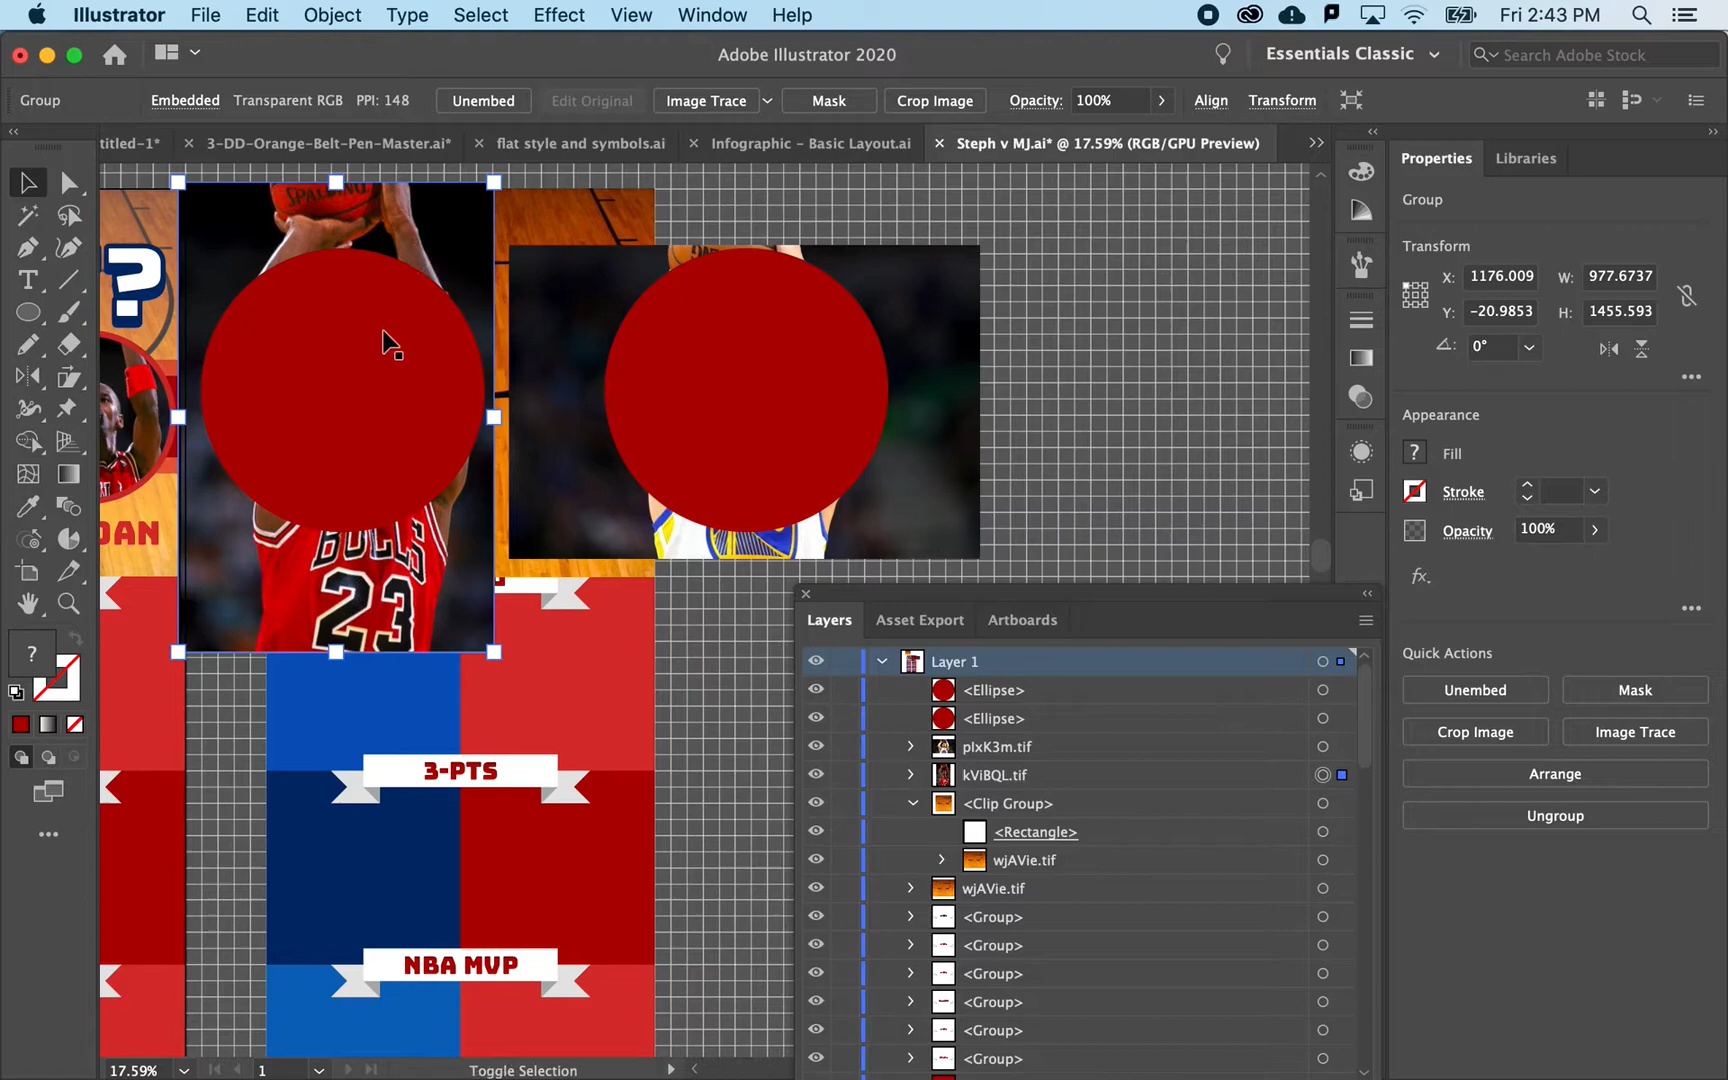 Illustrator File Edit Object Type Select Effect View Window Help Fri 2:43 PM
Adobe Illustrator 2020 Essentials Classic Search Adobe Stock
Group Embedded Transparent RGB PPI: 148 Unembed Edit Original Image Trace Mask Crop Image Opacity: 100% Align Transform
titled-1* 3-DD-Orange-Belt-Pen-Master.ai* flat style and symbols.ai Infographic - Basic Layout.ai Steph v MJ.ai* @ 17.59% (RGB/GPU Preview)
Properties Libraries
Group
Transform
X: 1176.009 W: 977.6737
Y: -20.9853 H: 1455.593
0°
Appearance
? Fill
Stroke
Opacity 100%
fx.
Quick Actions
Unembed Mask
Crop Image Image Trace
Arrange
Ungroup
SPALDING
?
DAN
BULLS
23
3-PTS
NBA MVP
?
Layers Asset Export Artboards
Layer 1
<Ellipse>
<Ellipse>
pIxK3m.tif
kViBQL.tif
<Clip Group>
<Rectangle>
wjAVie.tif
wjAVie.tif
<Group>
<Group>
<Group>
<Group>
<Group>
<Group>
17.59% 1 Toggle Selection